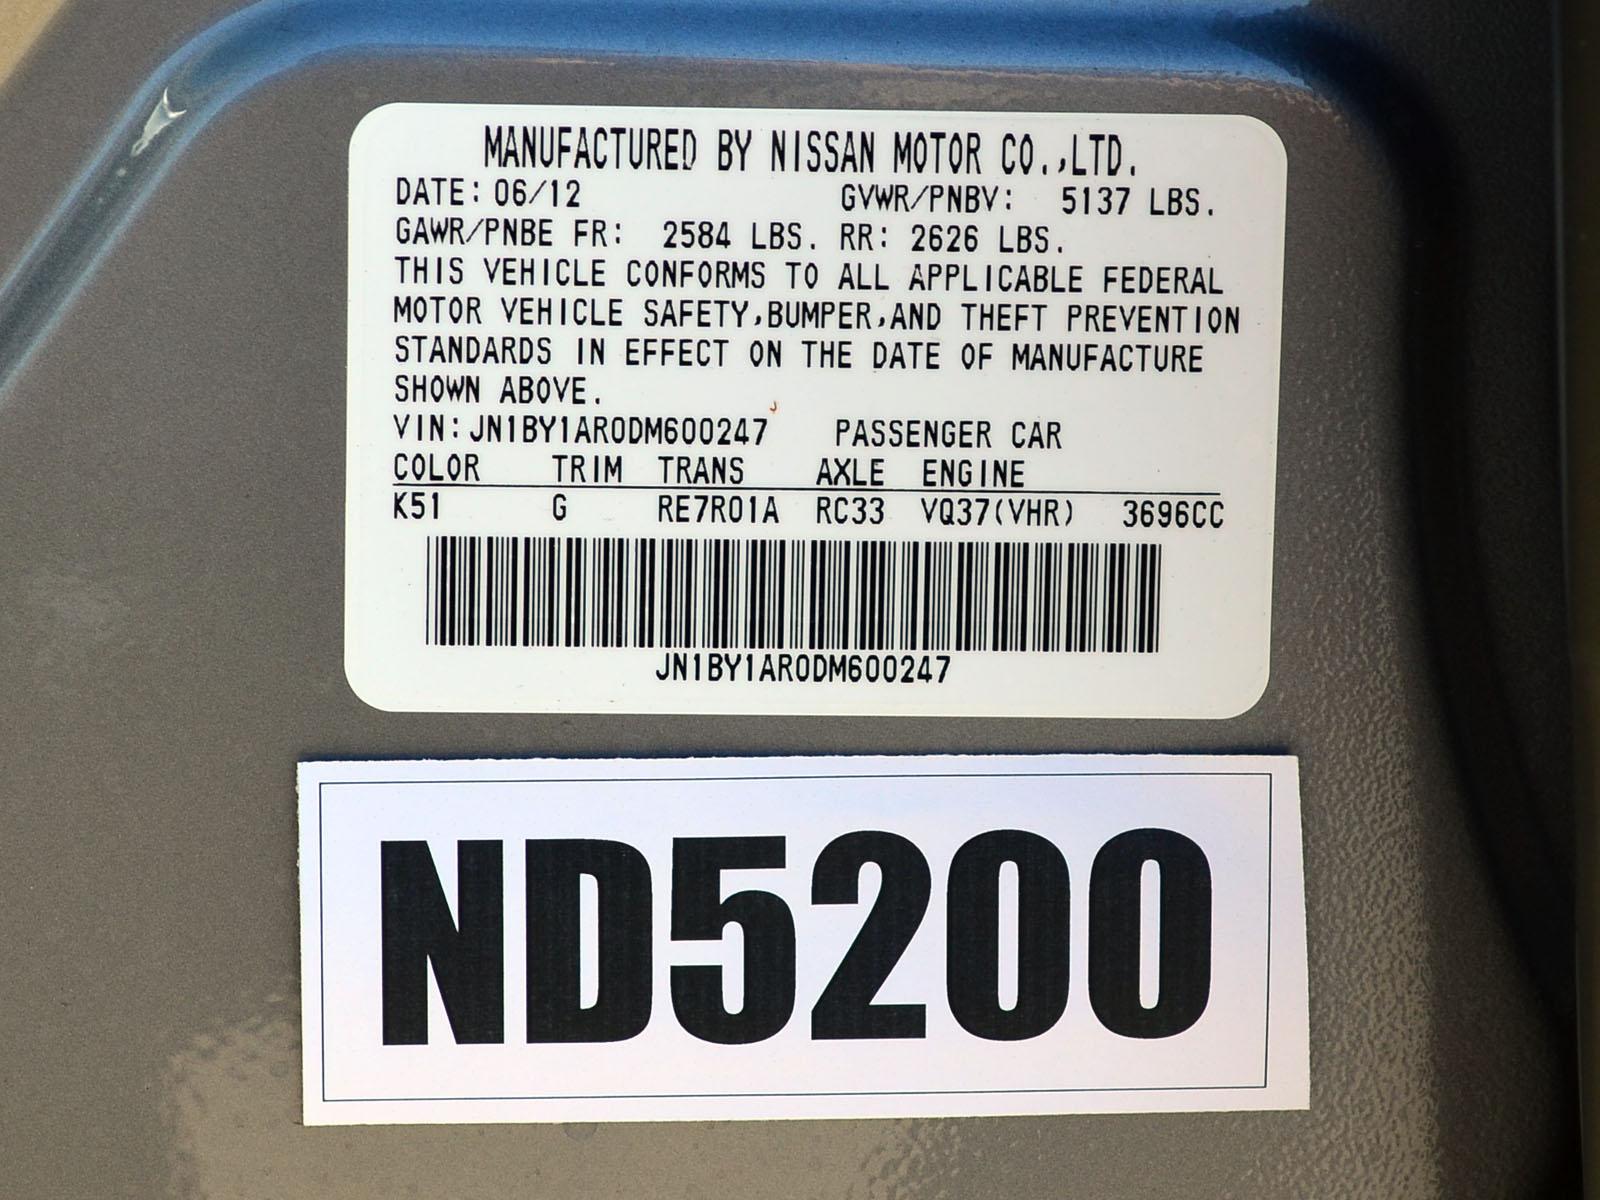 MANUFACTURED BY NISSAN MOTOR CO.,LTD.
DATE: 06/12 GVWR/PNBV: 5137 LBS.
GAWR/PNBE FR: 2584 LBS. RR: 2626 LBS.
THIS VEHICLE CONFORMS TO ALL APPLICABLE FEDERAL
MOTOR VEHICLE SAFETY,BUMPER,AND THEFT PREVENTION
STANDARDS IN EFFECT ON THE DATE OF MANUFACTURE
SHOWN ABOVE.
VIN:JN1BY1AR0DM600247 PASSENGER CAR
COLOR TRIM TRANS AXLE ENGINE
K51 G RE7R01A RC33 VQ37(VHR) 3696CC
JN1BY1AR0DM600247
ND5200